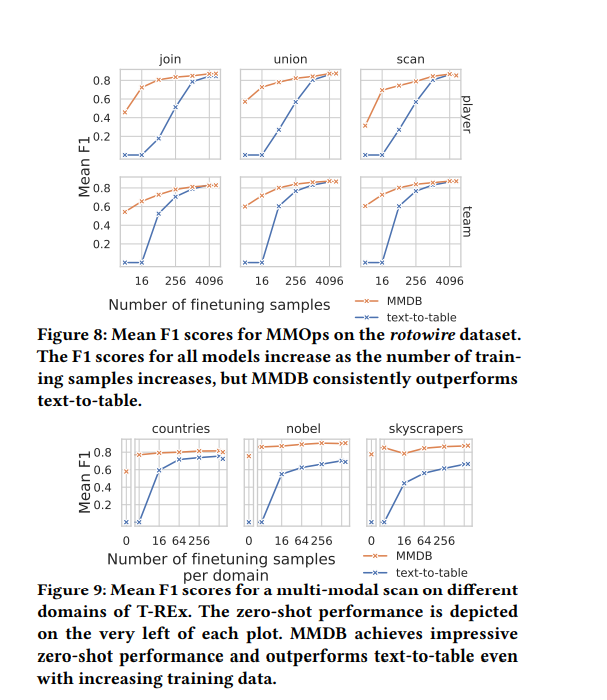 join union scan
0.8
0.6
0.4
0.2
player
0.8
0.6
0.4
0.2
team
Mean F1
16 256 4096 16 256 4096 16 256 4096
Number of finetuning samples
MMDB
text-to-table
Figure 8: Mean F1 scores for MMOps on the rotowire dataset.
The F1 scores for all models increase as the number of train-
ing samples increases, but MMDB consistently outperforms
text-to-table.
countries nobel skyscrapers
0.8
0.6
0.4
0.2
Mean F1
0 16 64 256 0 16 64 256 0 16 64 256
Number of finetuning samples
per domain
MMDB
text-to-table
Figure 9: Mean F1 scores for a multi-modal scan on different
domains of T-REx. The zero-shot performance is depicted
on the very left of each plot. MMDB achieves impressive
zero-shot performance and outperforms text-to-table even
with increasing training data.